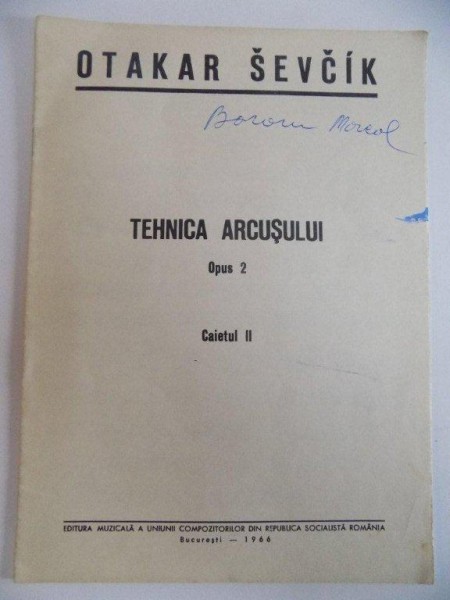 OTAKAR ŠEVČÍK
TEHNICA ARCUȘULUI
Opus 2
Caietul II
EDITURA MUZICALĂ A UNIUNII COMPOZITORILOR DIN REPUBLICA SOCIALISTĂ ROMÂNIA
București — 1966